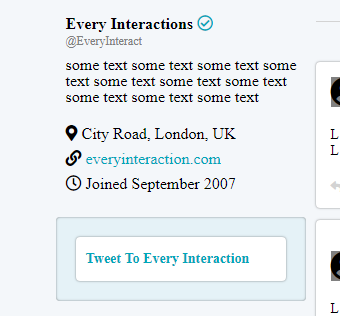 Every Interactions
@EveryInteract
some text some text some text some
text some text some text some text
some text some text some text
City Road, London, UK
everyinteraction.com
Joined September 2007
Tweet To Every Interaction
L
L
L